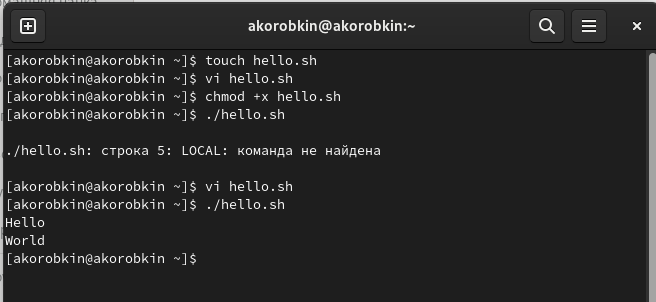 akorobkin@akorobkin:~
[akorobkin@akorobkin ~]$ touch hello.sh
[akorobkin@akorobkin ~]$ vi hello.sh
[akorobkin@akorobkin ~]$ chmod +x hello.sh
[akorobkin@akorobkin ~]$ ./hello.sh
./hello.sh: строка 5: LOCAL: команда не найдена
[akorobkin@akorobkin ~]$ vi hello.sh
[akorobkin@akorobkin ~]$ ./hello.sh
Hello
World
[akorobkin@akorobkin ~]$